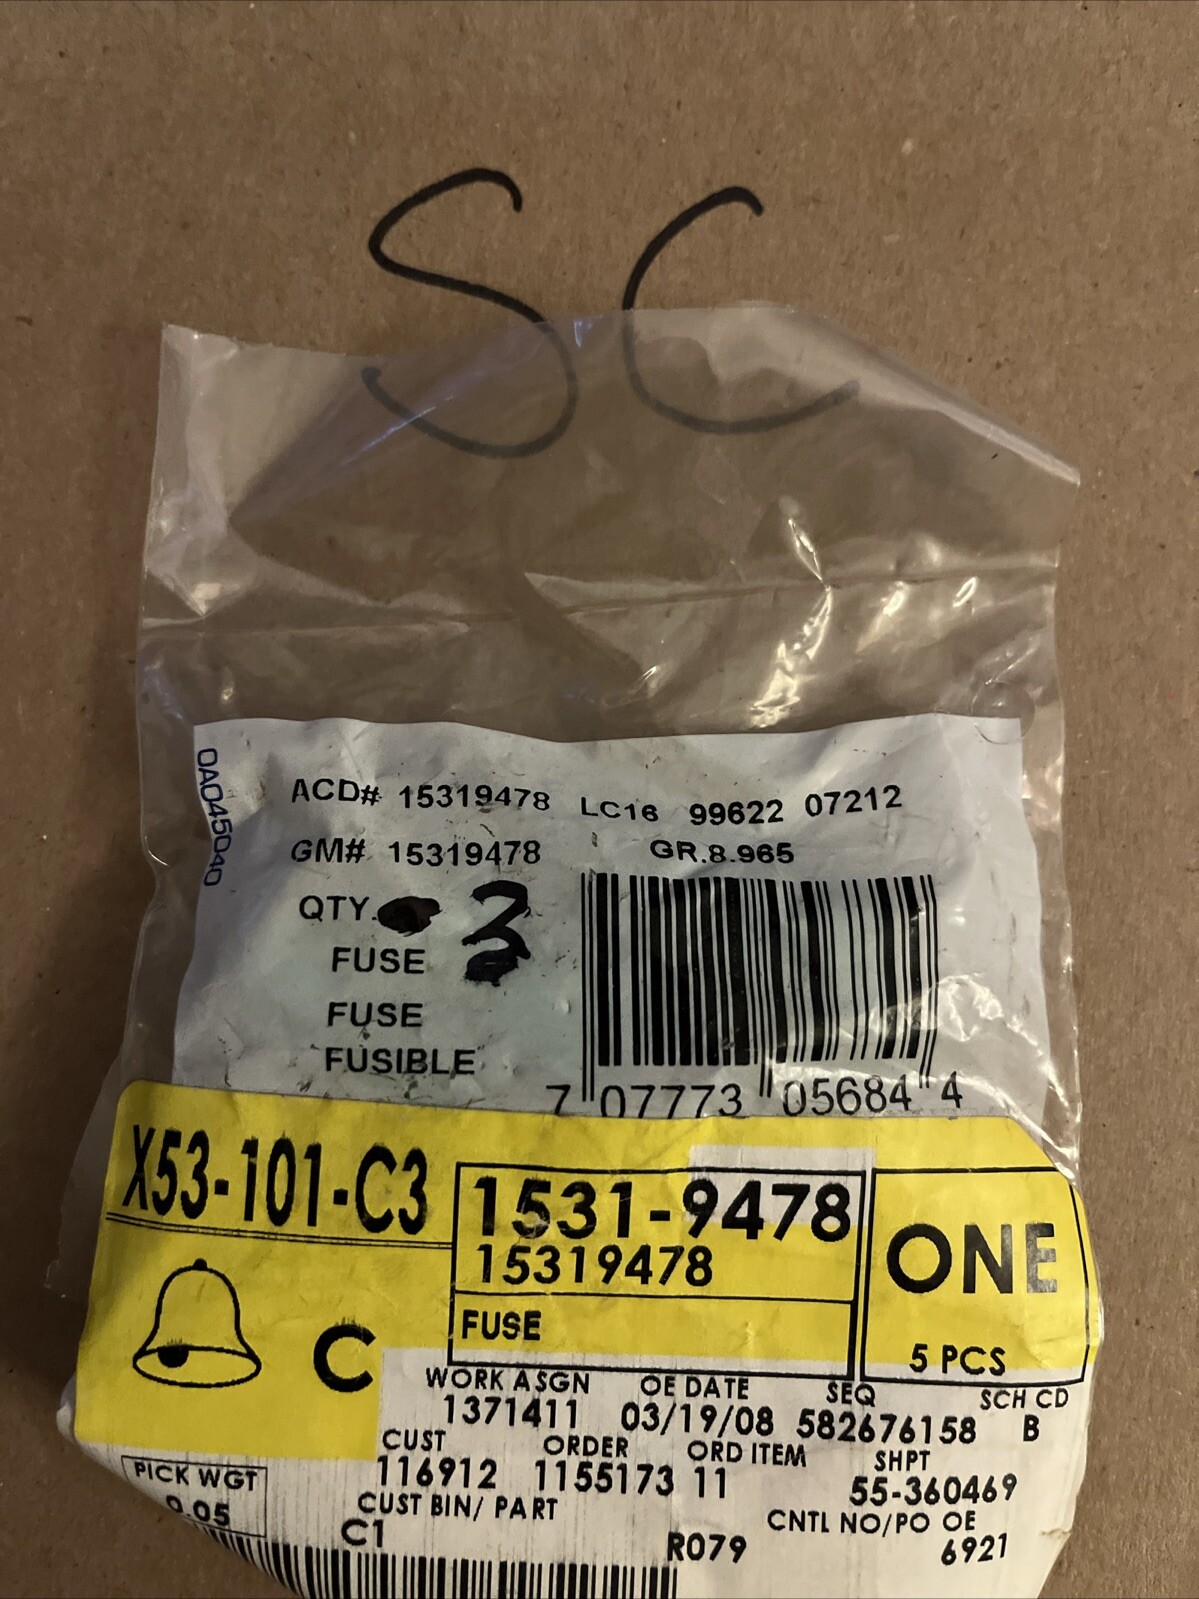 SC
0A045040
ACD# 15319478 LC16 99622 07212
GM# 15319478 GR.8.965
QTY. 3
FUSE
FUSE
FUSIBLE
7 07773 05684 4
X53-101-C3
1531-9478
15319478
FUSE
ONE
5 PCS
C
WORK ASGN OE DATE SEQ SCH CD
1371411 03/19/08 582676158 B
CUST ORDER ORD ITEM SHPT
116912 1155173 11 55-360469
PICK WGT
0.05
CUST BIN/ PART CNTL NO/PO OE
C1 R079 6921